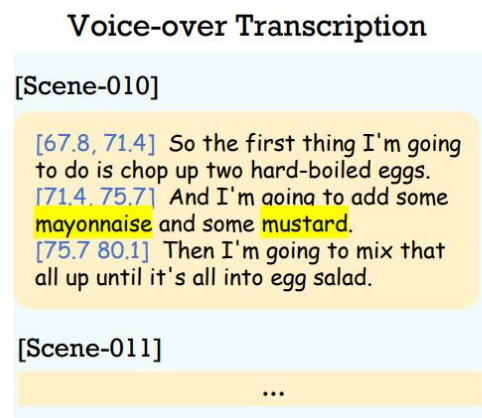 Voice-over Transcription
[Scene-010]
[67.8, 71.4] So the first thing I'm going
to do is chop up two hard-boiled eggs.
[71.4, 75.7] And I'm going to add some
mayonnaise and some mustard.
[75.7 80.1] Then I'm going to mix that
all up until it's all into egg salad.
[Scene-011]
...